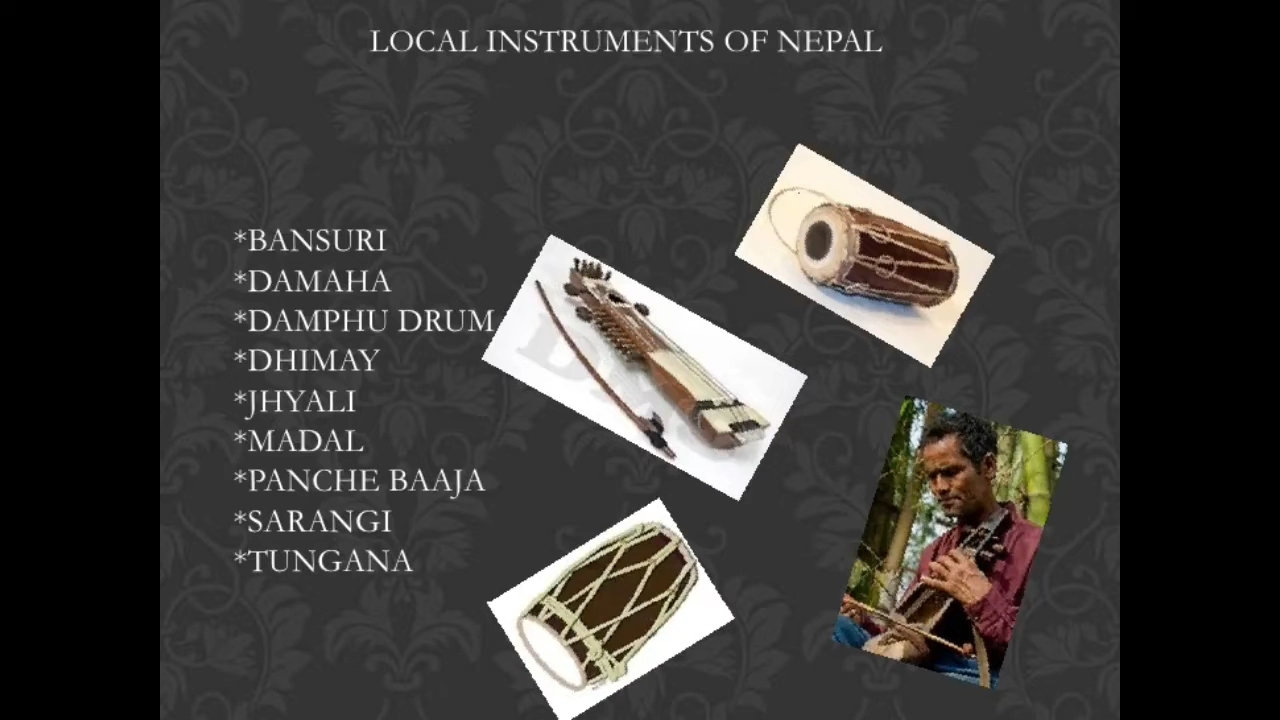 LOCAL INSTRUMENTS OF NEPAL
*BANSURI
*DAMAHA
*DAMPHU DRUM
*DHIMAY
*JHYALI
*MADAL
*PANCHE BAAJA
*SARANGI
*TUNGANA